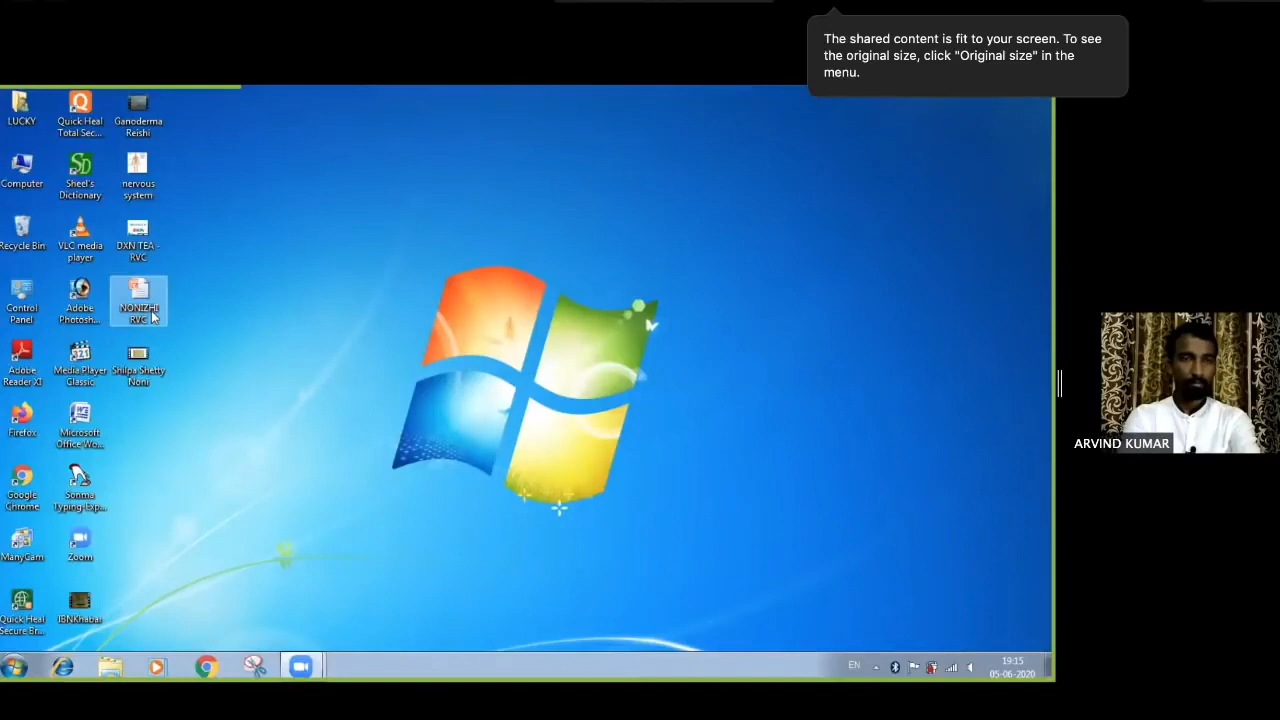 The shared content is fit to your screen. To see
the original size, click "Original size" in the
menu.
LUCKY
Quick Heal
Total Sec...
Ganoderma
Reishi
Computer
Sheel's
Dictionary
nervous
system
Recycle Bin
VLC media
player
DXN TEA -
RVC
Control
Panel
Adobe
Photosh...
NONIZHI
RVC
Adobe
Reader XI
Media Player
Classic
Shilpa Shetty
Noni
Firefox
Microsoft
Office Wo...
Google
Chrome
Sonma
Typing-Exp...
ManyCam
Zoom
Quick Heal
Secure Br...
IBNKhabar
ARVIND KUMAR
EN
19:15
05-06-2020